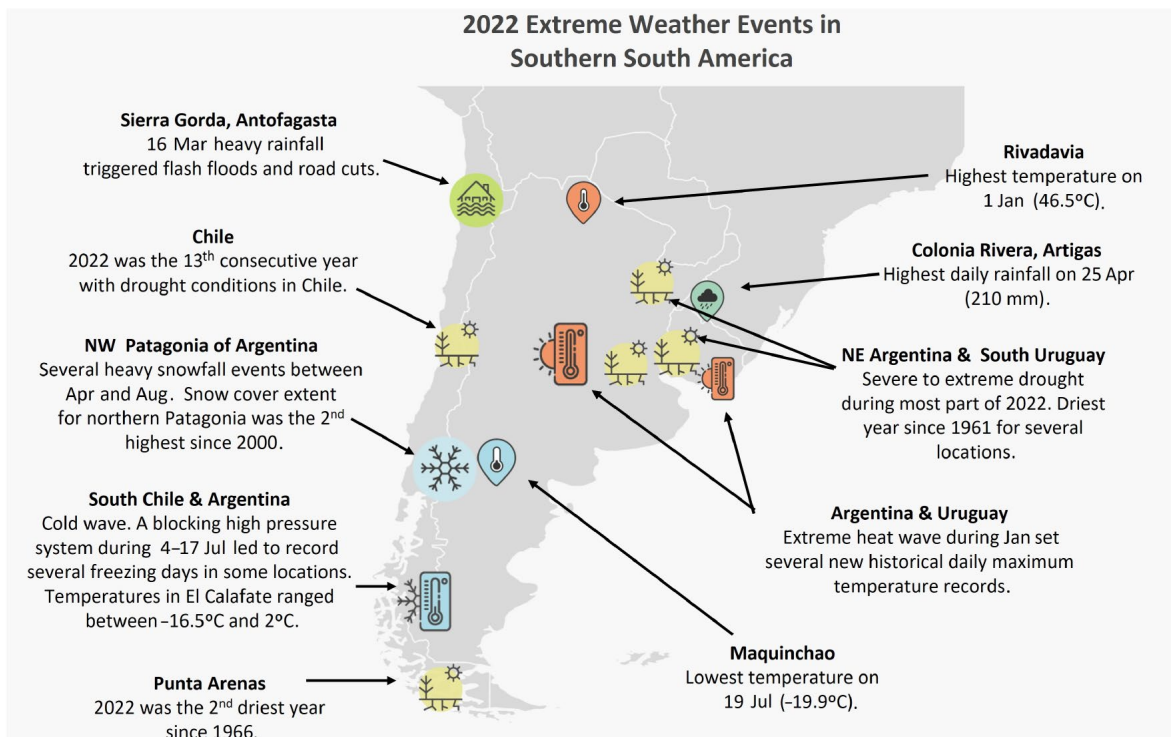 2022 Extreme Weather Events in
Southern South America
Sierra Gorda, Antofagasta
16 Mar heavy rainfall
triggered flash floods and road cuts.
Chile
2022 was the 13th consecutive year
with drought conditions in Chile.
NW Patagonia of Argentina
Several heavy snowfall events between
Apr and Aug. Snow cover extent
for northern Patagonia was the 2nd
highest since 2000.
South Chile & Argentina
Cold wave. A blocking high pressure
system during 4–17 Jul led to record
several freezing days in some locations.
Temperatures in El Calafate ranged
between –16.5ºC and 2ºC.
Punta Arenas
2022 was the 2nd driest year
since 1966.
Rivadavia
Highest temperature on
1 Jan (46.5ºC).
Colonia Rivera, Artigas
Highest daily rainfall on 25 Apr
(210 mm).
NE Argentina & South Uruguay
Severe to extreme drought
during most part of 2022. Driest
year since 1961 for several
locations.
Argentina & Uruguay
Extreme heat wave during Jan set
several new historical daily maximum
temperature records.
Maquinchao
Lowest temperature on
19 Jul (–19.9ºC).